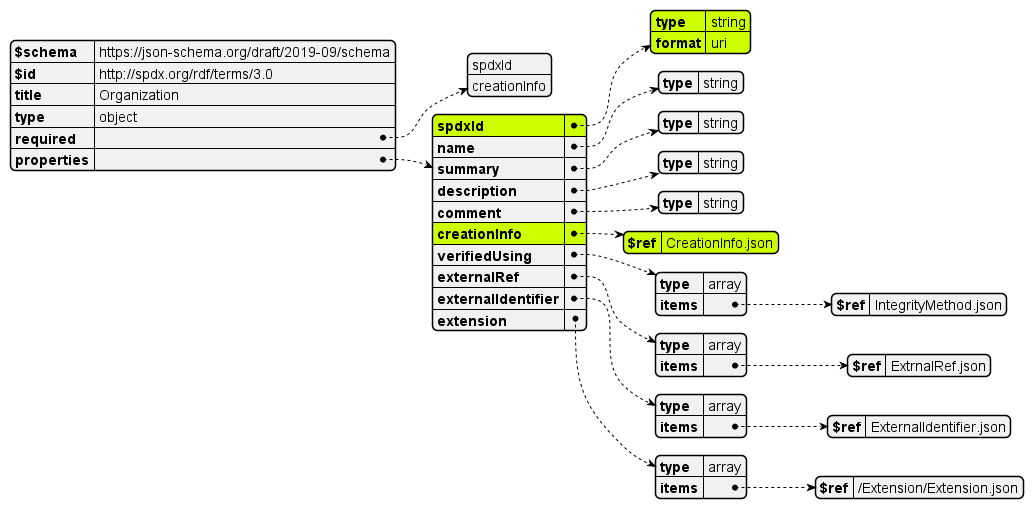 $schema https://json-schema.org/draft/2019-09/schema
$id http://spdx.org/rdf/terms/3.0
title Organization
type object
required
properties
spdxId
creationInfo
spdxId
name
summary
description
comment
creationInfo
verifiedUsing
externalRef
externalIdentifier
extension
type string
format uri
type string
type string
type string
type string
$ref CreationInfo.json
type array
items
$ref IntegrityMethod.json
type array
items
$ref ExtrnalRef.json
type array
items
$ref ExternalIdentifier.json
type array
items
$ref /Extension/Extension.json